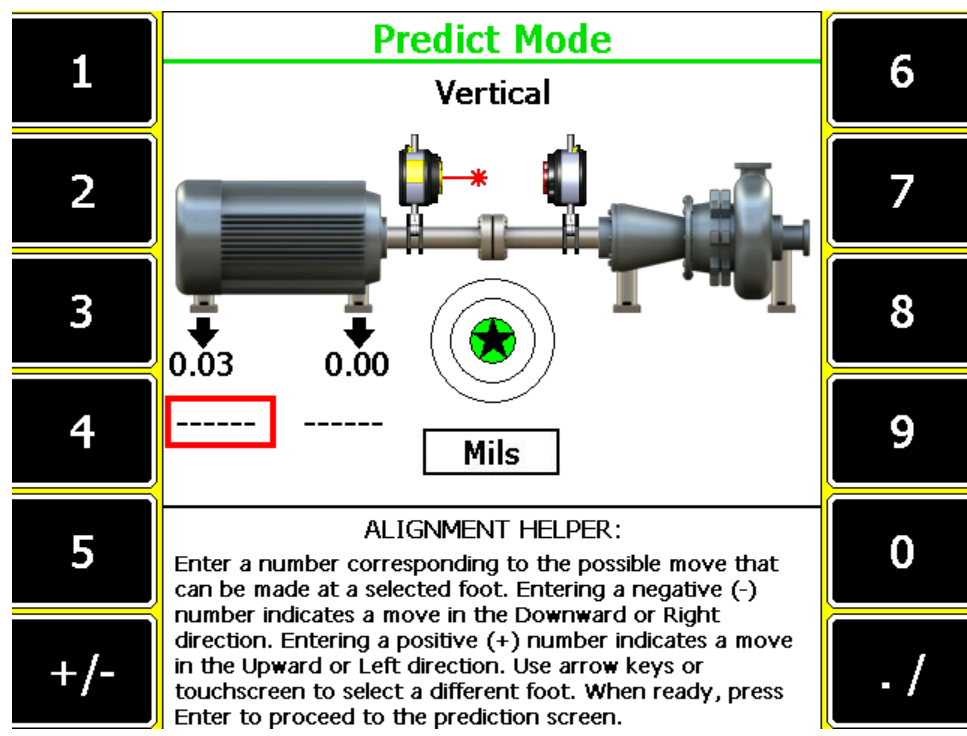 Predict Mode
Vertical
1
2
3
4
5
+/-
6
7
8
9
0
. /
0.03 0.00
------ ------
Mils
ALIGNMENT HELPER:
Enter a number corresponding to the possible move that
can be made at a selected foot. Entering a negative (-)
number indicates a move in the Downward or Right
direction. Entering a positive (+) number indicates a move
in the Upward or Left direction. Use arrow keys or
touchscreen to select a different foot. When ready, press
Enter to proceed to the prediction screen.